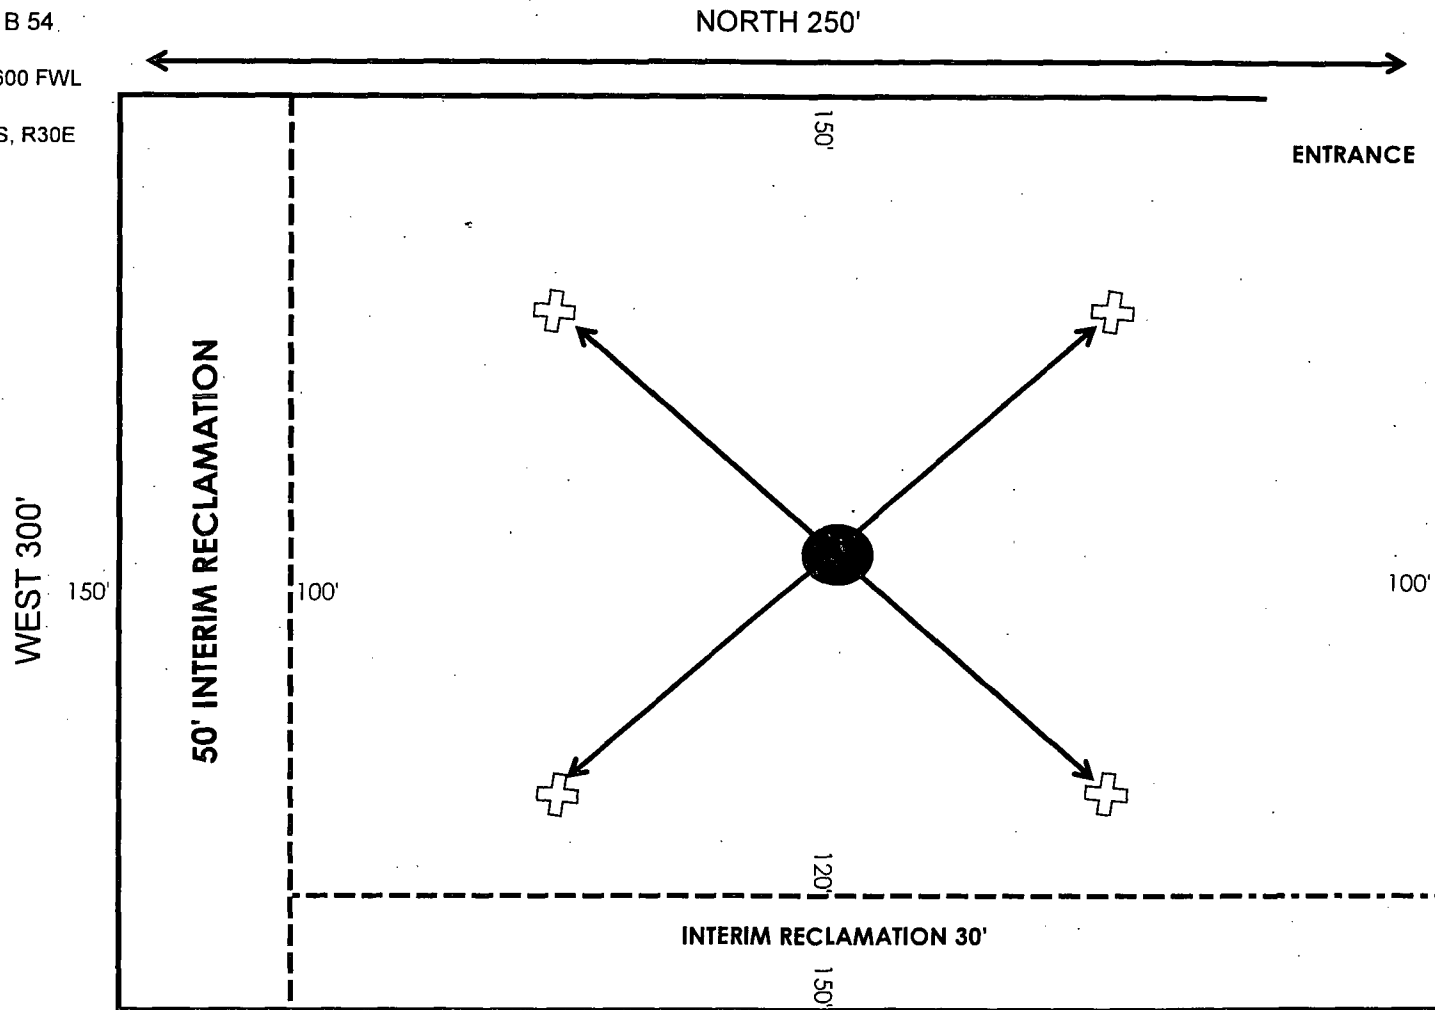 B 54
NORTH 250'
600 FWL
S, R30E
150'
ENTRANCE
50' INTERIM RECLAMATION
WEST 300'
150'
100'
100'
120'
INTERIM RECLAMATION 30'
150'